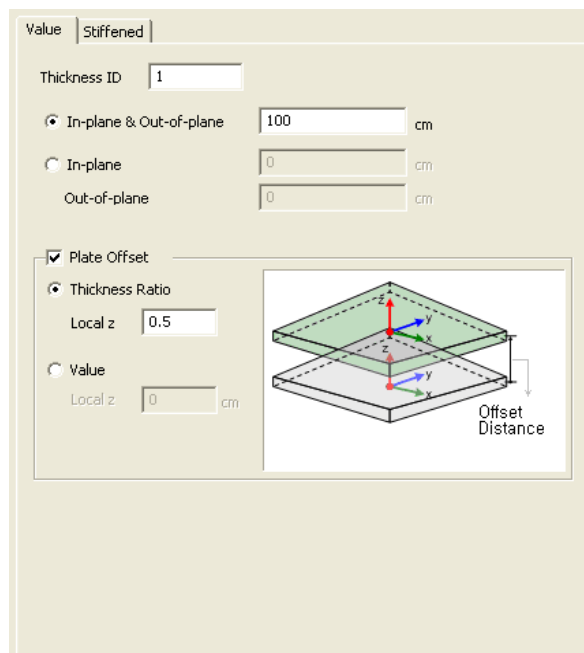 Value Stiffened
Thickness ID 1
In-plane & Out-of-plane 100 cm
In-plane 0 cm
Out-of-plane 0 cm
Plate Offset
Thickness Ratio
Local z 0.5
Value
Local z 0 cm
z
y
x
z
y
x
Offset
Distance